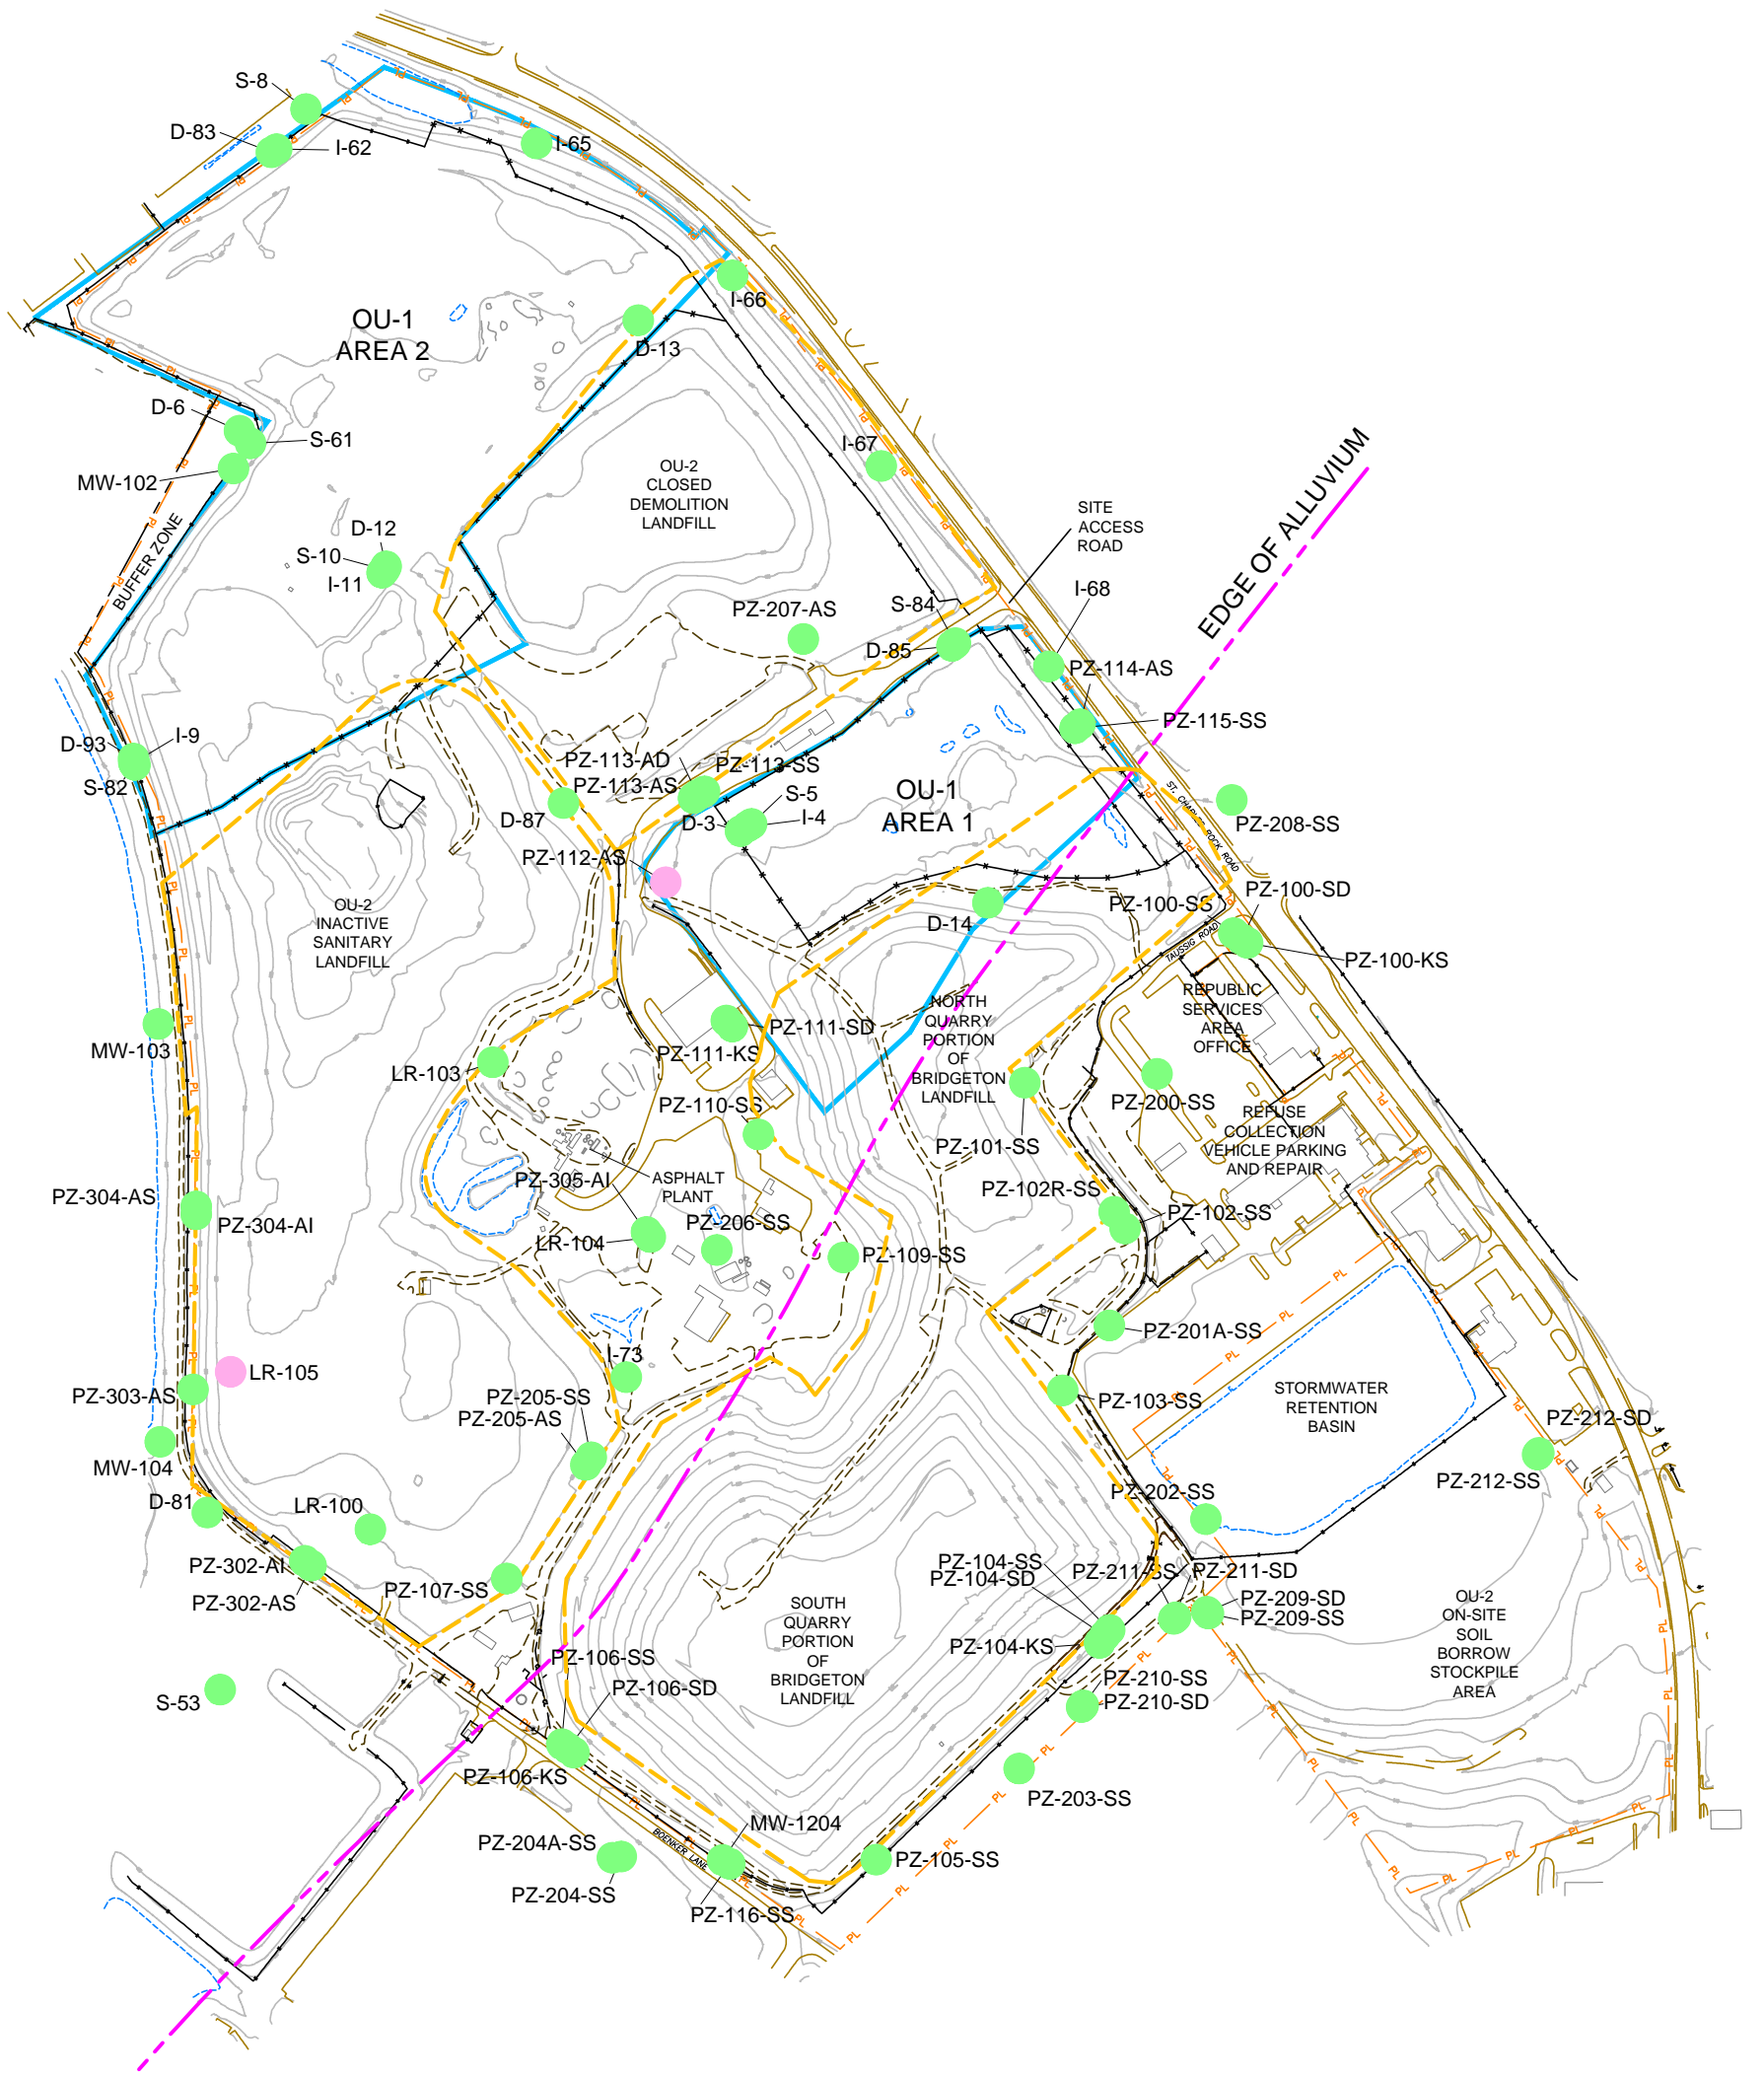 S-8
D-83
I-62
I-65
I-66
OU-1
AREA 2
D-13
D-6
S-61
I-67
MW-102
OU-2
CLOSED
DEMOLITION
LANDFILL
EDGE OF ALLUVIUM
SITE
ACCESS
ROAD
BUFFER ZONE
D-12
S-10
I-11
I-68
PZ-207-AS
S-84
D-85
PZ-114-AS
PZ-115-SS
D-93
I-9
S-82
PZ-113-AD
PZ-113-SS
PZ-113-AS
S-5
I-4
D-3
D-87
OU-1
AREA 1
ST. CHARLES ROCK ROAD
PZ-208-SS
PZ-112-AS
PZ-100-SD
PZ-100-SS
D-14
TAUSSIG ROAD
PZ-100-KS
OU-2
INACTIVE
SANITARY
LANDFILL
REPUBLIC
SERVICES
AREA
OFFICE
NORTH
QUARRY
PORTION
OF
BRIDGETON
LANDFILL
MW-103
PZ-111-SD
PZ-111-KS
LR-103
PZ-110-SS
PZ-200-SS
PZ-101-SS
REFUSE
COLLECTION
VEHICLE PARKING
AND REPAIR
ASPHALT
PLANT
PZ-305-AI
PZ-304-AS
PZ-304-AI
PZ-102R-SS
PZ-102-SS
PZ-206-SS
LR-104
PZ-109-SS
PZ-201A-SS
I-73
LR-105
PZ-303-AS
PZ-205-SS
PZ-205-AS
PZ-103-SS
STORMWATER
RETENTION
BASIN
PZ-212-SD
PZ-212-SS
MW-104
D-81
LR-100
PZ-202-SS
PZ-302-AI
PZ-302-AS
PZ-107-SS
PZ-104-SS
PZ-104-SD
PZ-211-SS
PZ-211-SD
PZ-209-SD
PZ-209-SS
PZ-104-KS
OU-2
ON-SITE
SOIL
BORROW
STOCKPILE
AREA
SOUTH
QUARRY
PORTION
OF
BRIDGETON
LANDFILL
PZ-106-SS
PZ-106-SD
PZ-210-SS
PZ-210-SD
S-53
PZ-106-KS
PZ-203-SS
MW-1204
PZ-204A-SS
BOENKER LANE
PZ-105-SS
PZ-204-SS
PZ-116-SS
PL